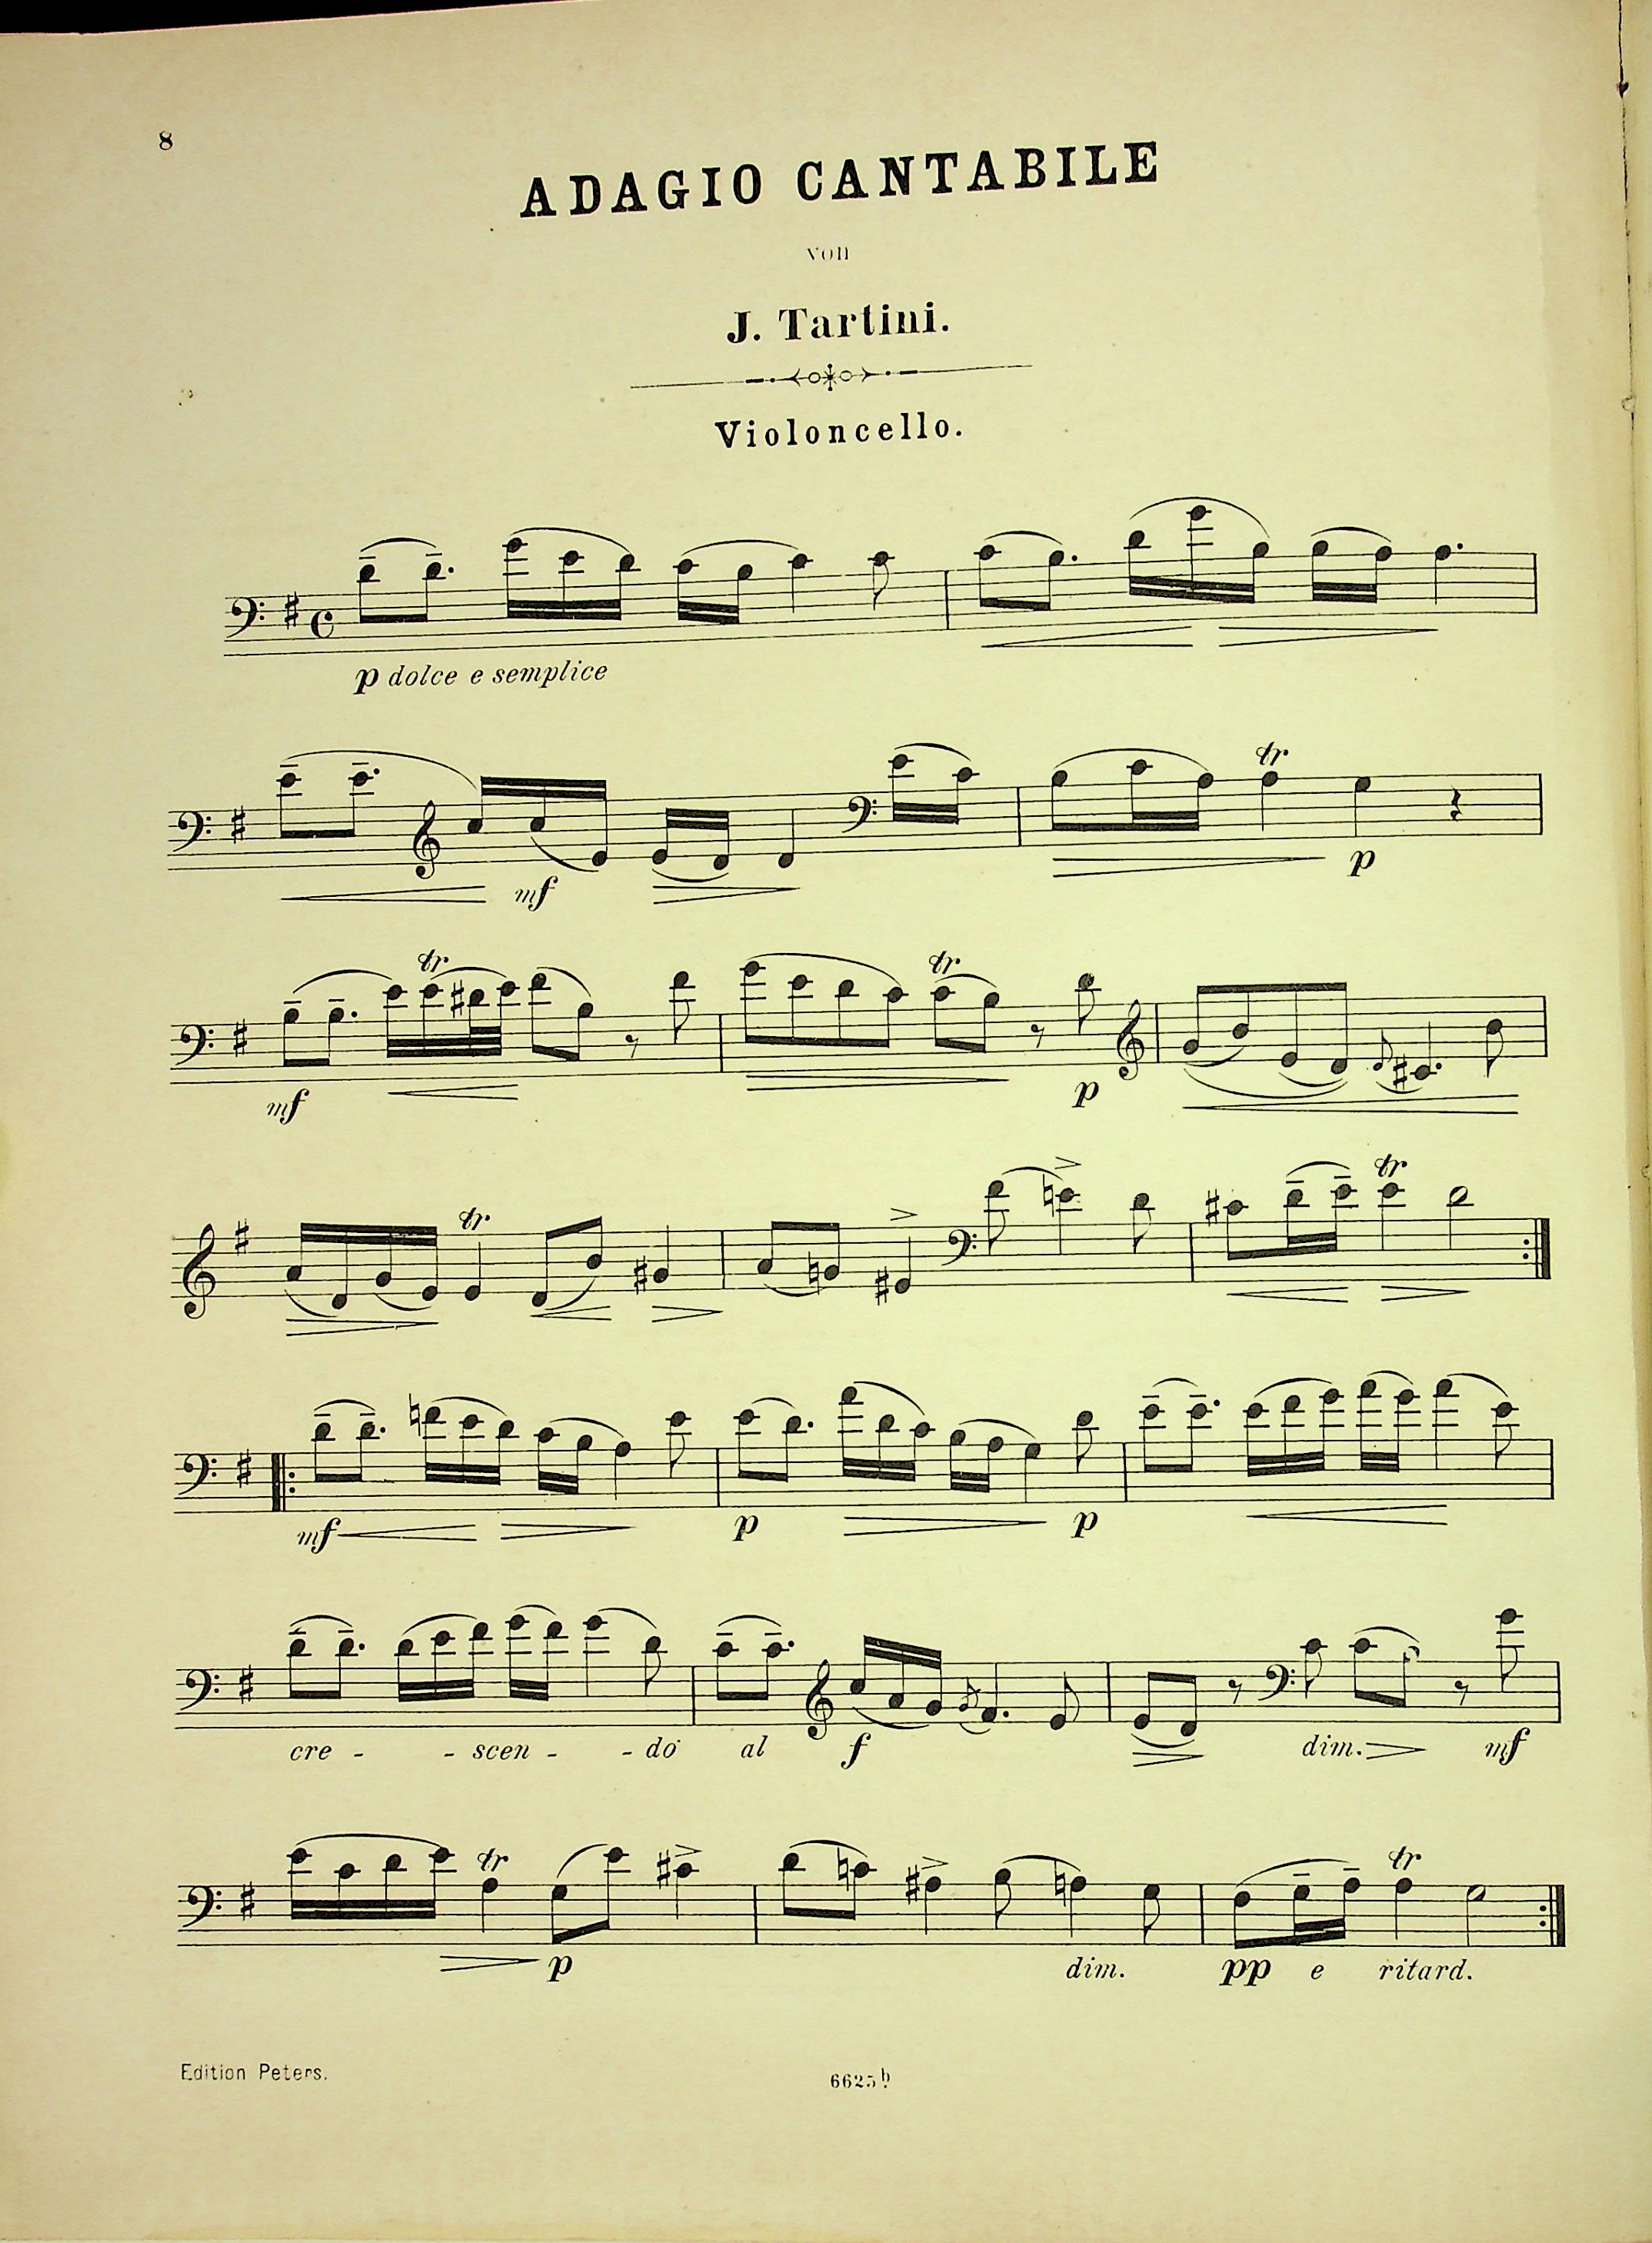 8
ADAGIO CANTABILE
von
J. Tartini.
Violoncello.
p dolce e semplice
tr
mf p
tr tr
mf p
tr tr
mf p p
cre - - scen - - do al f dim. mf
tr tr
p dim. pp e ritard.
Edition Peters. 6625b